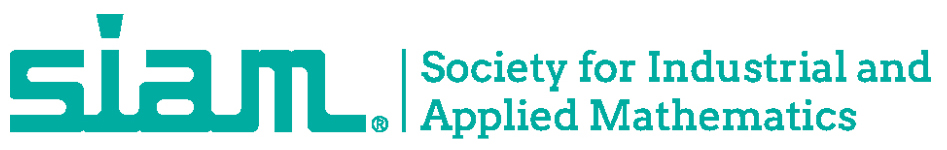 siam®
Society for Industrial and
Applied Mathematics